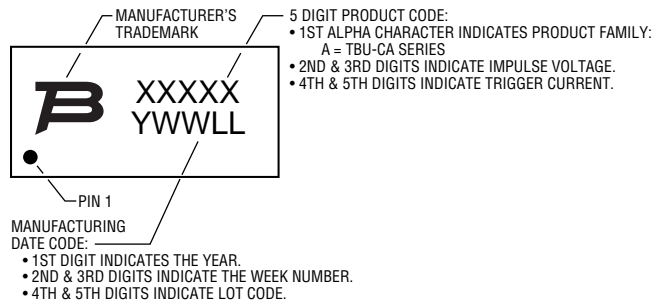 MANUFACTURER'S
TRADEMARK
5 DIGIT PRODUCT CODE:
• 1ST ALPHA CHARACTER INDICATES PRODUCT FAMILY:
A = TBU-CA SERIES
• 2ND & 3RD DIGITS INDICATE IMPULSE VOLTAGE.
• 4TH & 5TH DIGITS INDICATE TRIGGER CURRENT.
B
XXXXX
YWWLL
PIN 1
MANUFACTURING
DATE CODE:
• 1ST DIGIT INDICATES THE YEAR.
• 2ND & 3RD DIGITS INDICATE THE WEEK NUMBER.
• 4TH & 5TH DIGITS INDICATE LOT CODE.